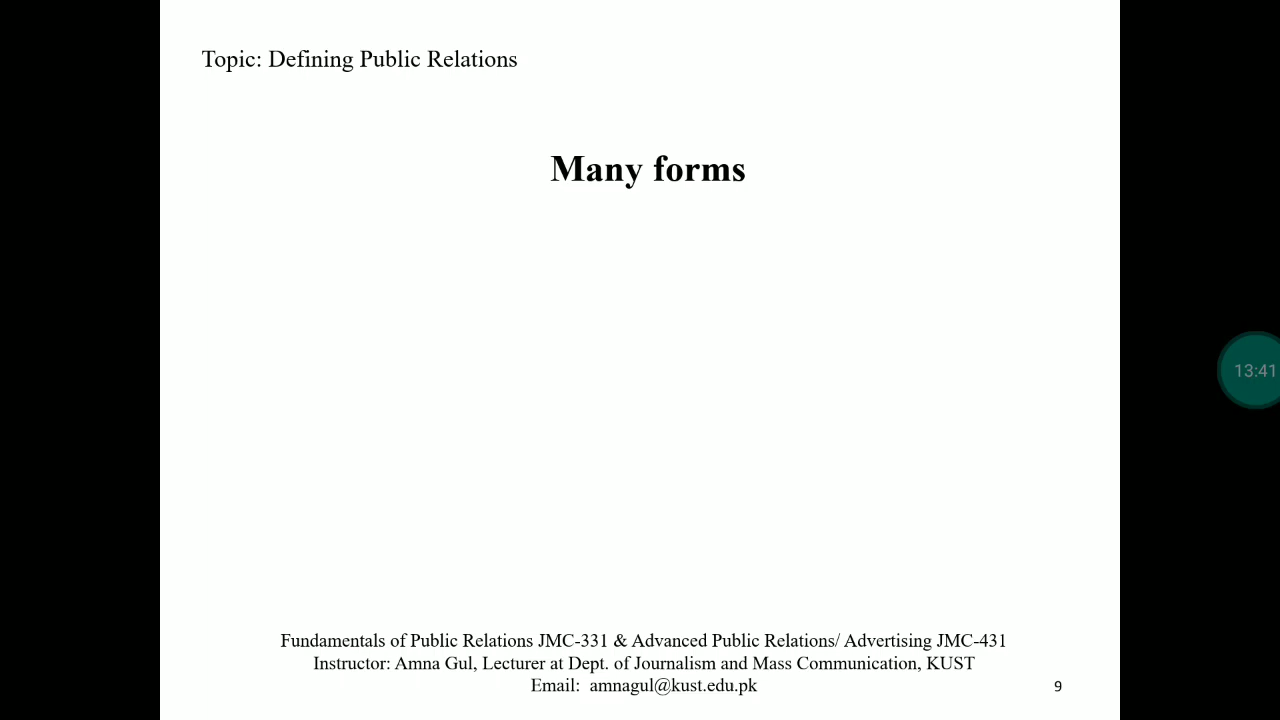 Topic: Defining Public Relations
Many forms
13:41
Fundamentals of Public Relations JMC-331 & Advanced Public Relations/ Advertising JMC-431
Instructor: Amna Gul, Lecturer at Dept. of Journalism and Mass Communication, KUST
Email:  amnagul@kust.edu.pk
9